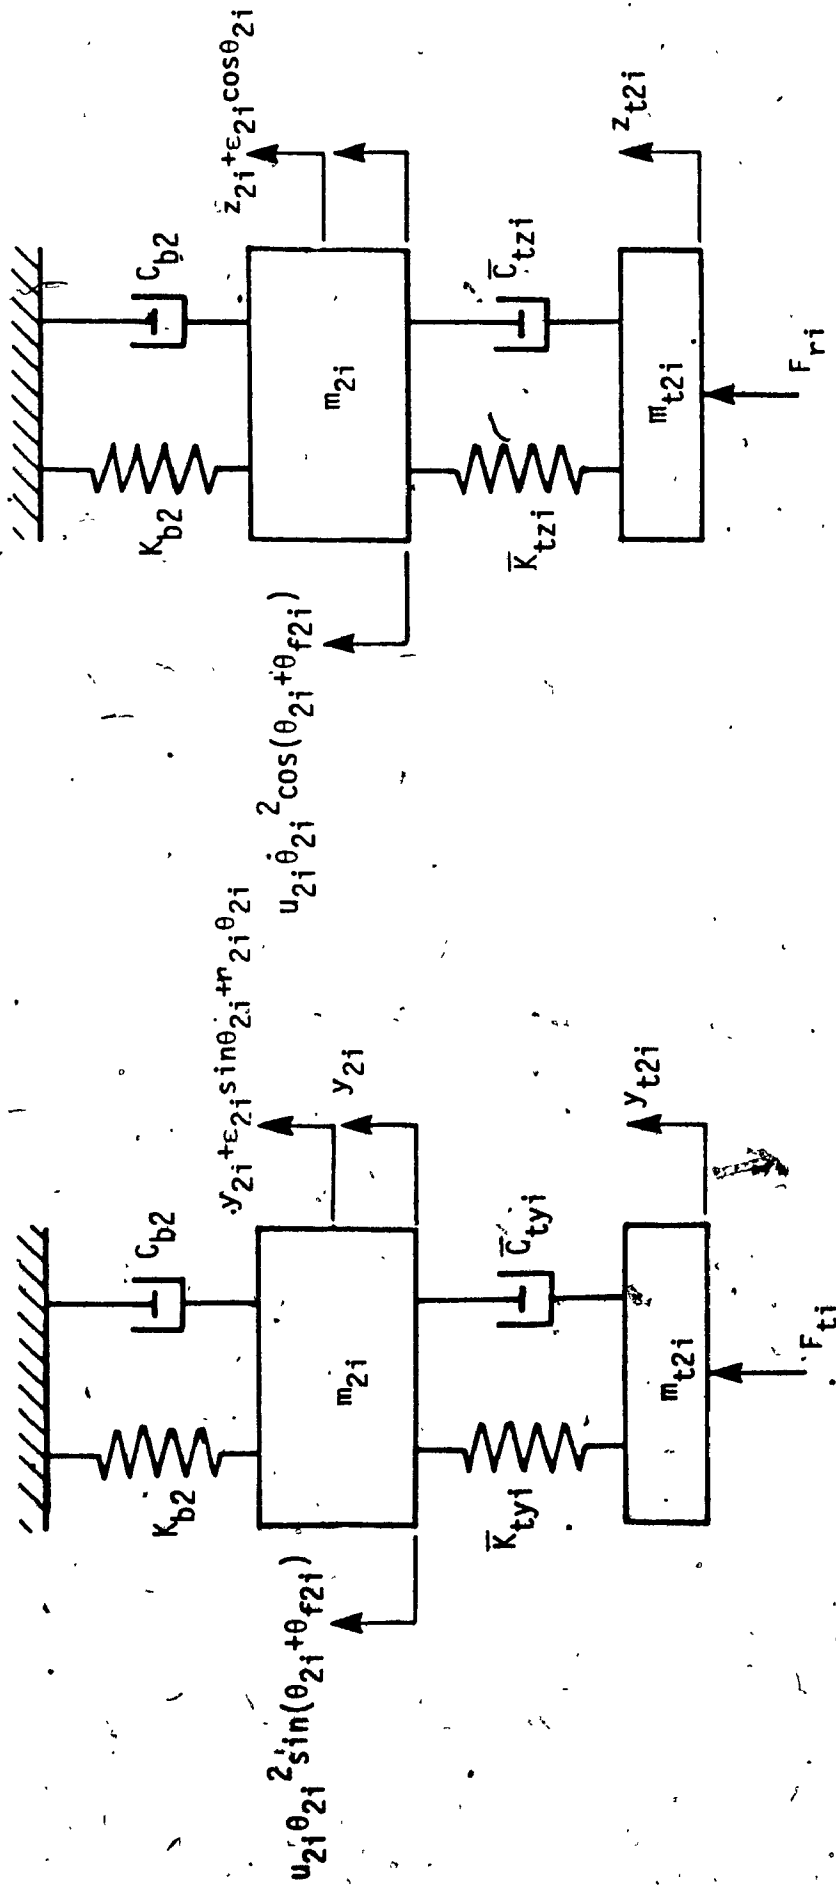 K_b2
C_b2
u_2i θ̇_2i^2 sin(θ_2i+θ_f2i)
m_2i
y_2i+ε_2i sinθ_2i+r_2i θ_2i
y_2i
K̄_tyi
C̄_tyi
m_t2i
y_t2i
F_ti
K_b2
C_b2
u_2i θ̇_2i^2 cos(θ_2i+θ_f2i)
m_2i
z_2i+ε_2i cosθ_2i
K̄_tzi
C̄_tzi
m_t2i
z_t2i
F_ri